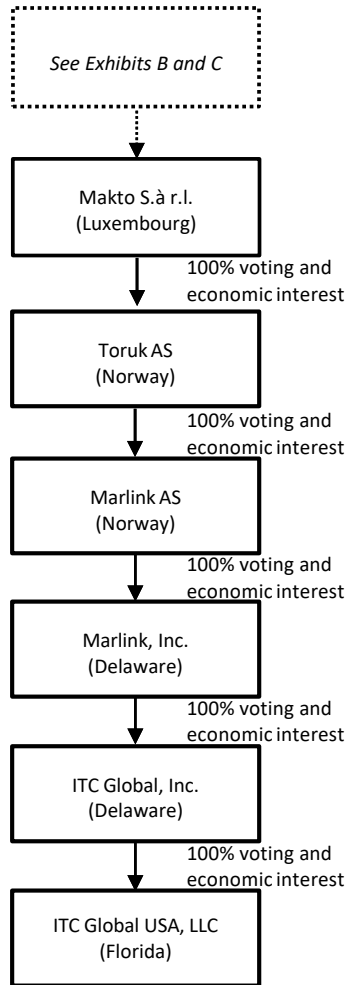 See Exhibits B and C
Makto S.à r.l.
(Luxembourg)
100% voting and
economic interest
Toruk AS
(Norway)
100% voting and
economic interest
Marlink AS
(Norway)
100% voting and
economic interest
Marlink, Inc.
(Delaware)
100% voting and
economic interest
ITC Global, Inc.
(Delaware)
100% voting and
economic interest
ITC Global USA, LLC
(Florida)